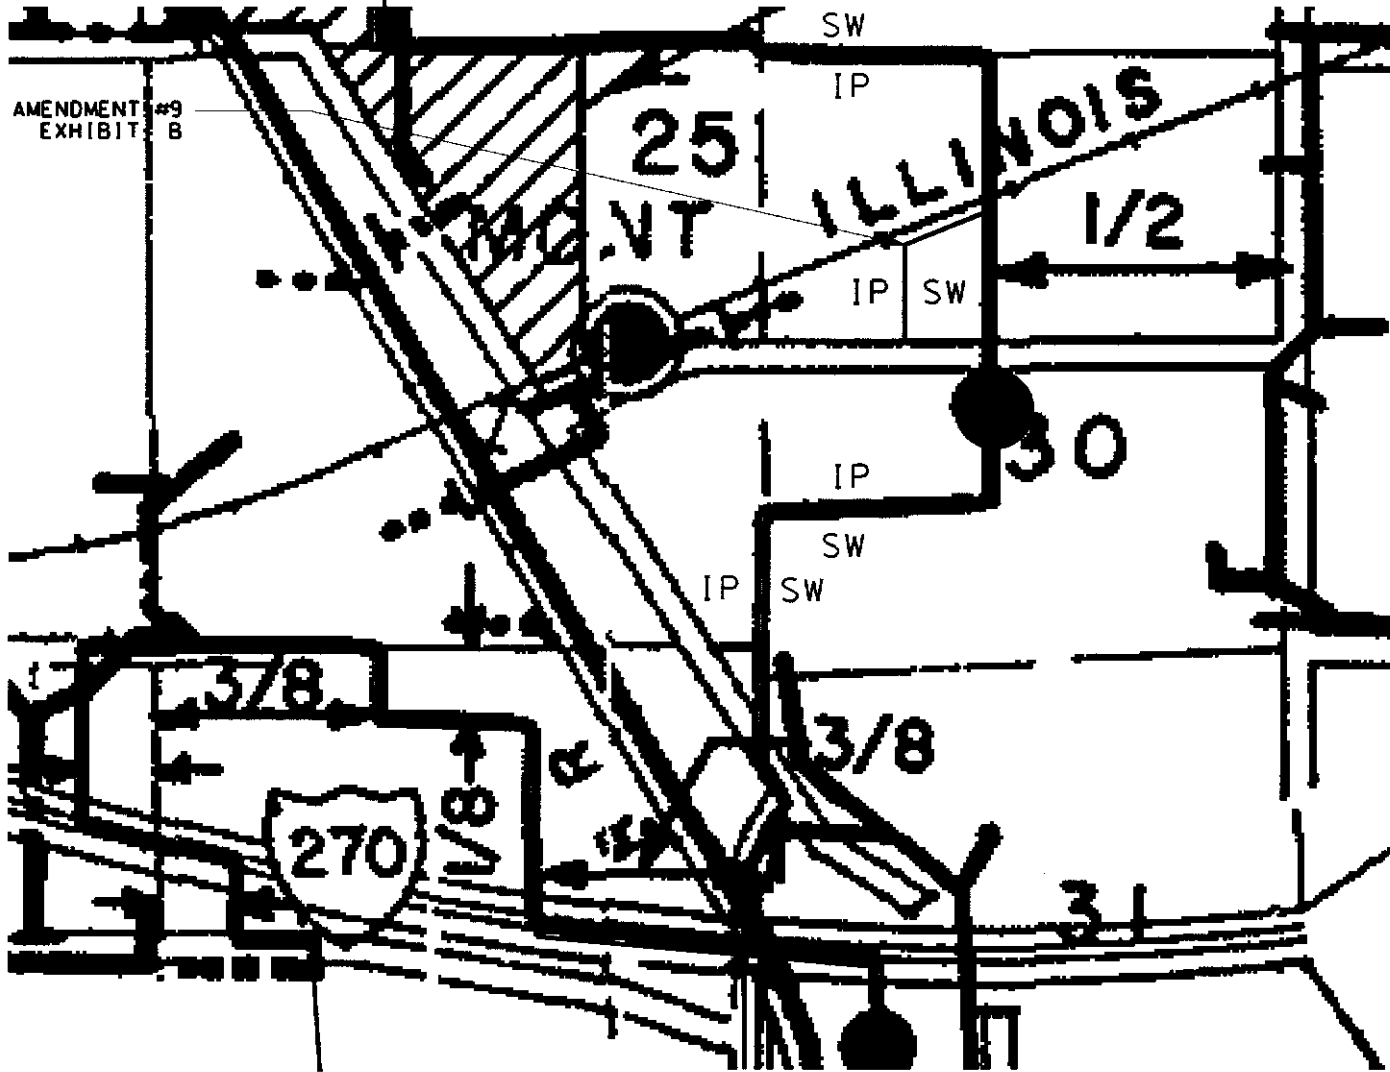 SW
IP
AMENDMENT #9
EXHIBIT B
25
ILLINOIS
1/2
IP SW
30
IP
SW
IP SW
3/8
3/8
R
1/8
270
31